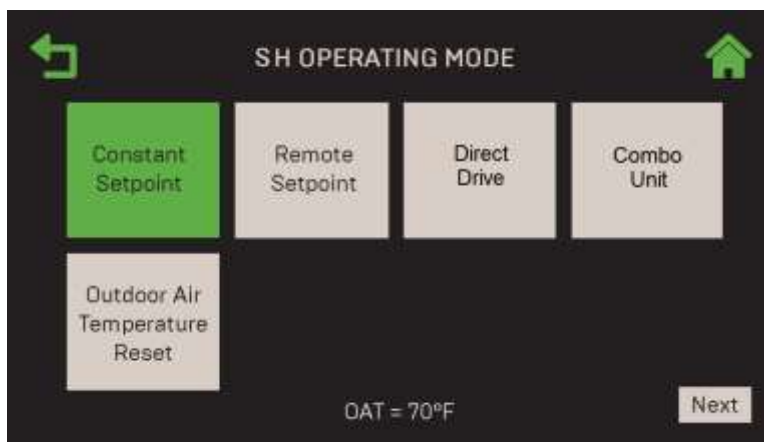 SH OPERATING MODE
Constant
Setpoint
Remote
Setpoint
Direct
Drive
Combo
Unit
Outdoor Air
Temperature
Reset
OAT = 70°F
Next